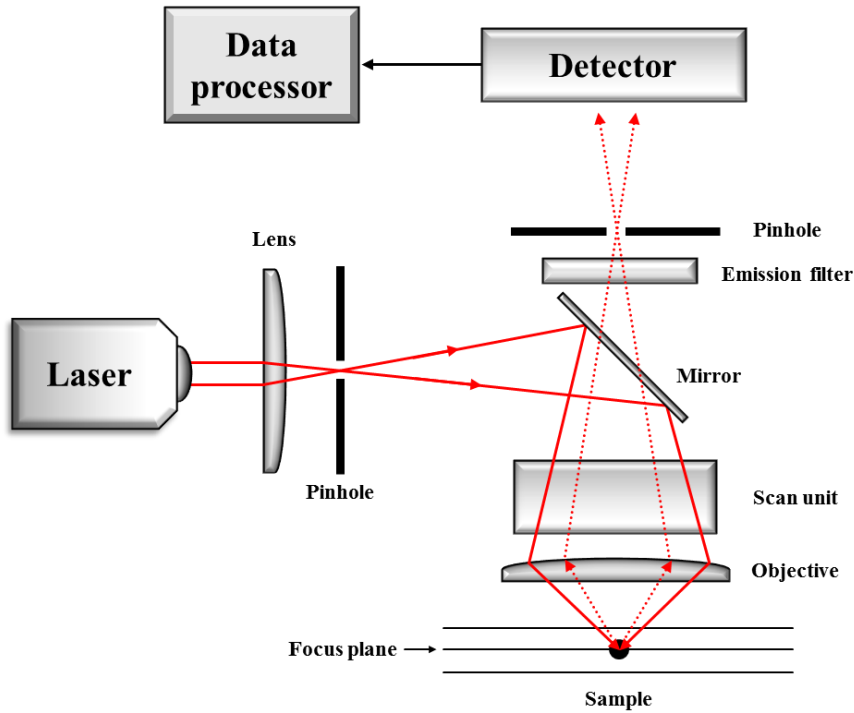 Data
processor
Detector
Pinhole
Lens
Emission filter
Laser
Mirror
Pinhole
Scan unit
Objective
Focus plane
Sample